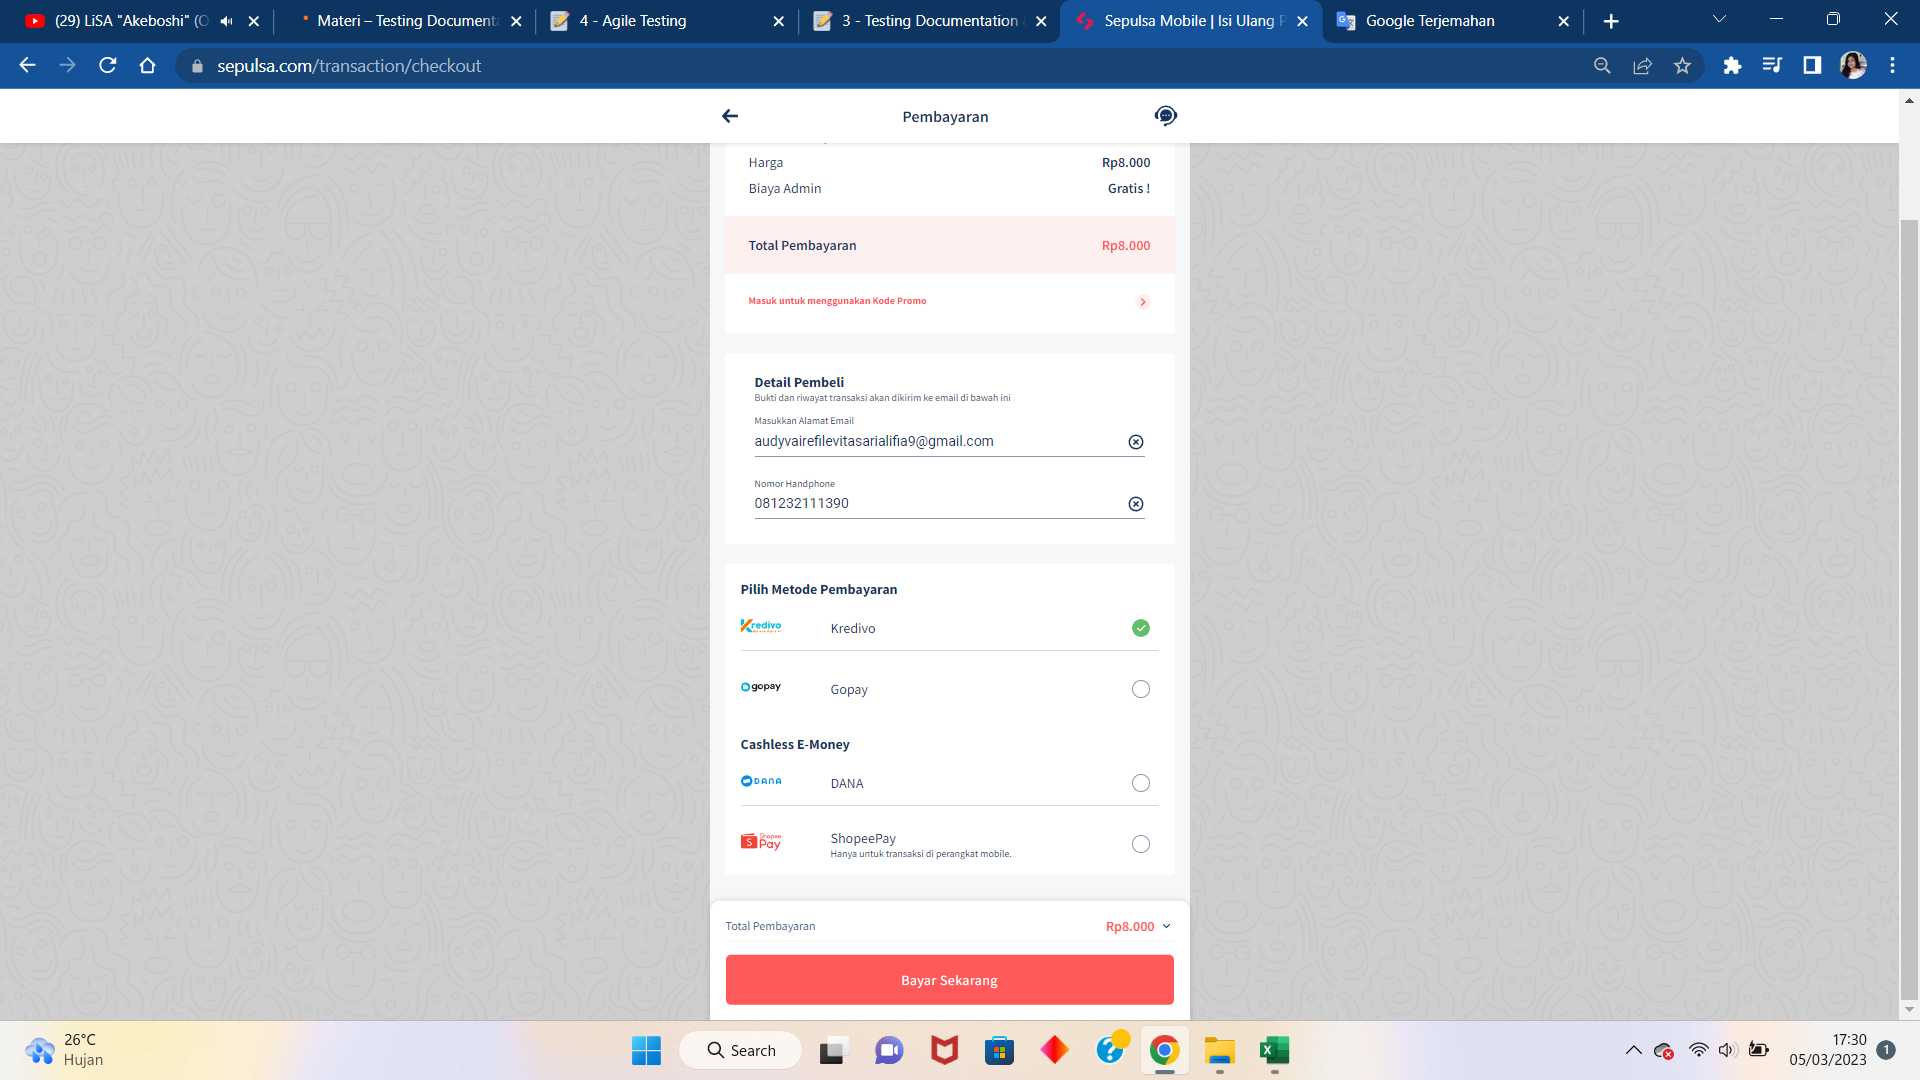 (29) LiSA "Akeboshi" (O
Materi – Testing Documenta
4 - Agile Testing
3 - Testing Documentation
Sepulsa Mobile | Isi Ulang P
Google Terjemahan
sepulsa.com/transaction/checkout
Pembayaran
Harga Rp8.000
Biaya Admin Gratis !
Total Pembayaran Rp8.000
Masuk untuk menggunakan Kode Promo
Detail Pembeli
Bukti dan riwayat transaksi akan dikirim ke email di bawah ini
Masukkan Alamat Email
audyvairefilevitasarialifia9@gmail.com
Nomor Handphone
081232111390
Pilih Metode Pembayaran
Kredivo Kredivo
gopay Gopay
Cashless E-Money
DANA DANA
Shopee Pay ShopeePay
Hanya untuk transaksi di perangkat mobile.
Total Pembayaran Rp8.000
Bayar Sekarang
26°C
Hujan
Search
17:30
05/03/2023
1